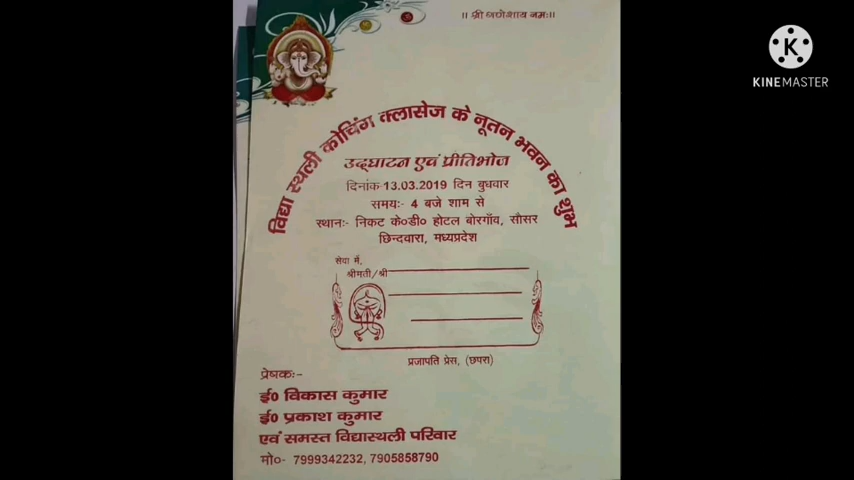 ।। श्री गणेशाय नमः।।
विद्या स्थली कोचिंग क्लासेज के नूतन भवन का शुभ
उद्घाटन एवं प्रीतिभोज
दिनांक-13.03.2019 दिन बुधवार
समयः- 4 बजे शाम से
स्थानः- निकट के०डी० होटल बोरगाँव, सौसर
छिन्दवारा, मध्यप्रदेश
सेवा में,
श्रीमती/श्री
प्रजापति प्रेस, (छपरा)
प्रेषकः-
ई० विकास कुमार
ई० प्रकाश कुमार
एवं समस्त विद्यास्थली परिवार
मो०- 7999342232, 7905858790
K
KINEMASTER